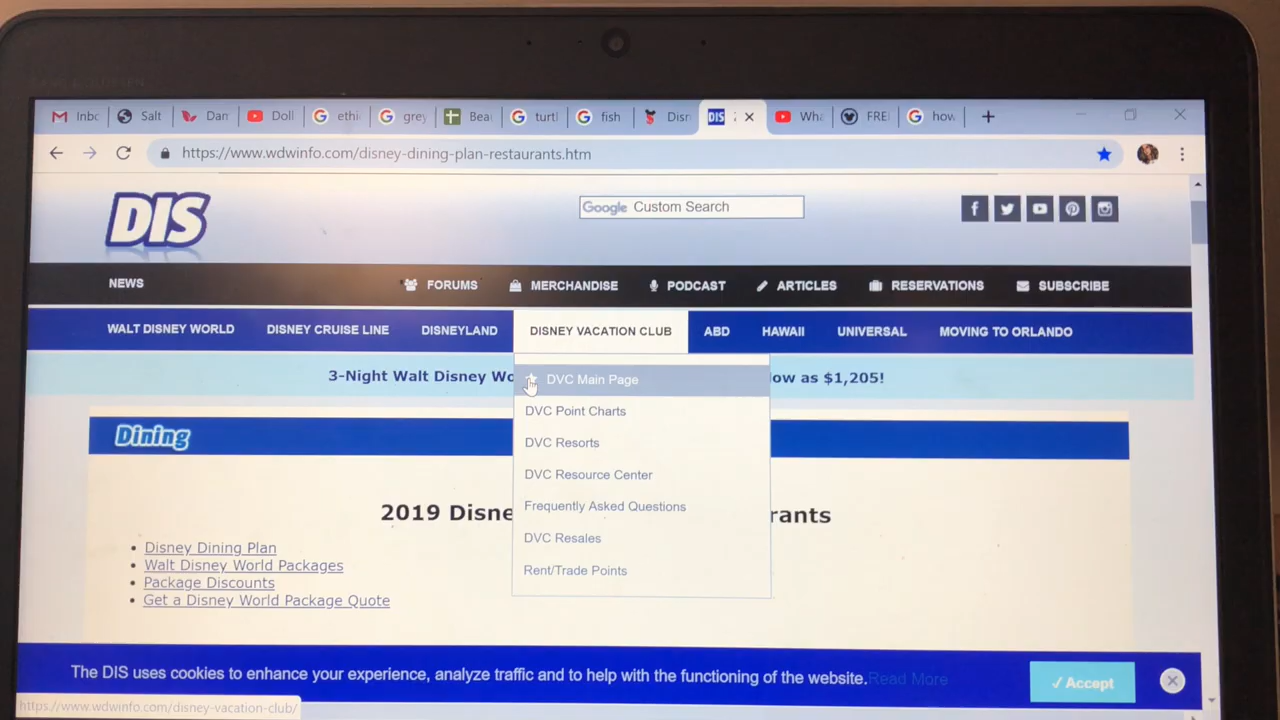 Inbc Salt Dan Doll ethi grey Bea turtl fish Disn Wha FRE how
https://www.wdwinfo.com/disney-dining-plan-restaurants.htm
DIS
Google Custom Search
NEWS FORUMS MERCHANDISE PODCAST ARTICLES RESERVATIONS SUBSCRIBE
WALT DISNEY WORLD DISNEY CRUISE LINE DISNEYLAND DISNEY VACATION CLUB ABD HAWAII UNIVERSAL MOVING TO ORLANDO
3-Night Walt Disney Wo ow as $1,205!
DVC Main Page
DVC Point Charts
DVC Resorts
DVC Resource Center
Frequently Asked Questions
DVC Resales
Rent/Trade Points
Dining
2019 Disne rants
Disney Dining Plan
Walt Disney World Packages
Package Discounts
Get a Disney World Package Quote
The DIS uses cookies to enhance your experience, analyze traffic and to help with the functioning of the website. Read More
✓ Accept
https://www.wdwinfo.com/disney-vacation-club/